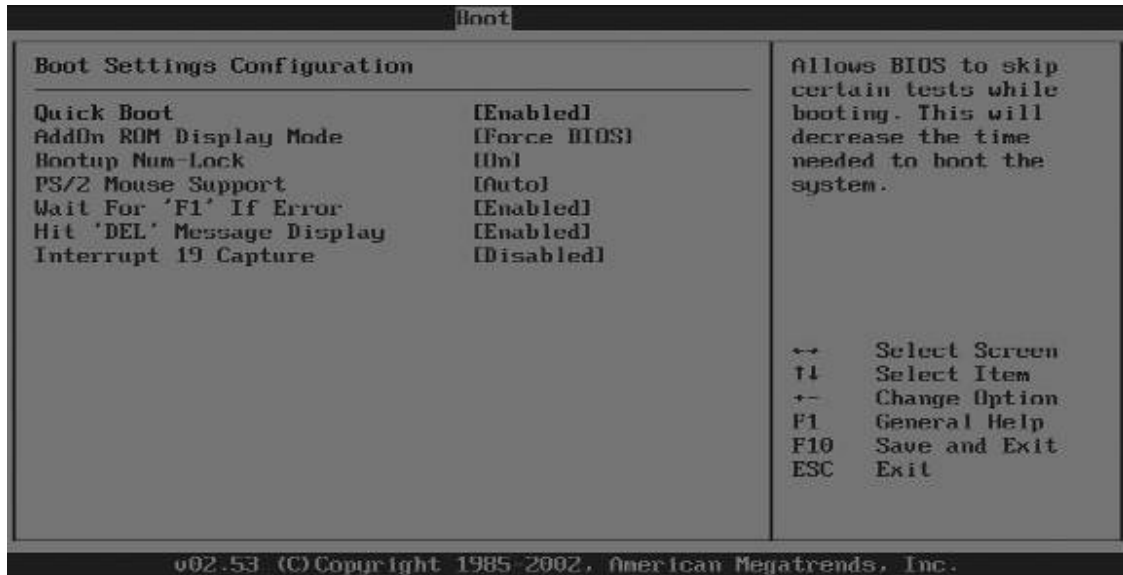 Boot
Boot Settings Configuration
Quick Boot [Enabled]
AddOn ROM Display Mode [Force BIOS]
Bootup Num-Lock [On]
PS/2 Mouse Support [Auto]
Wait For 'F1' If Error [Enabled]
Hit 'DEL' Message Display [Enabled]
Interrupt 19 Capture [Disabled]
Allows BIOS to skip
certain tests while
booting. This will
decrease the time
needed to boot the
system.
←→ Select Screen
↑↓ Select Item
+- Change Option
F1 General Help
F10 Save and Exit
ESC Exit
v02.53 (C)Copyright 1985-2002, American Megatrends, Inc.